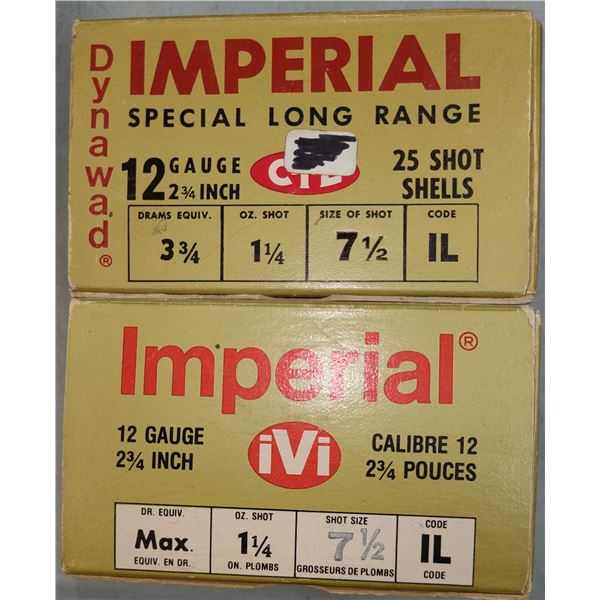 Dynawad®
IMPERIAL
SPECIAL LONG RANGE
12 GAUGE
2¾ INCH
25 SHOT
SHELLS
DRAMS EQUIV. OZ. SHOT SIZE OF SHOT CODE
3¾ 1¼ 7½ IL
Imperial®
12 GAUGE
2¾ INCH
iVi
CALIBRE 12
2¾ POUCES
DR. EQUIV. OZ. SHOT SHOT SIZE CODE
Max. 1¼ 7½ IL
EQUIV. EN DR. ON. PLOMBS GROSSEURS DE PLOMBS CODE